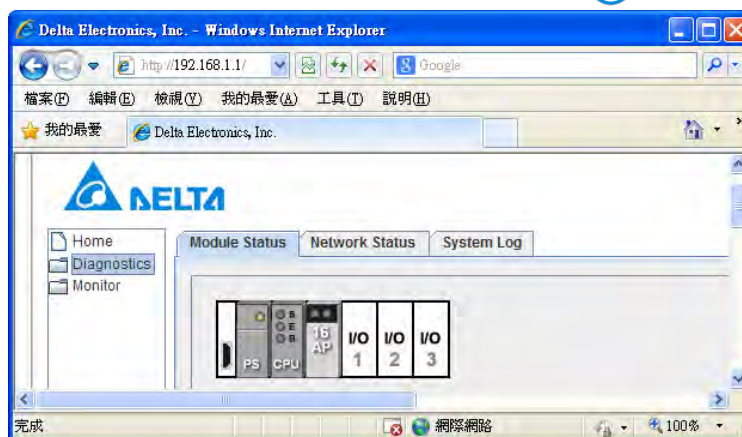 Delta Electronics, Inc. - Windows Internet Explorer
http://192.168.1.1/
Google
檔案(F) 編輯(E) 檢視(V) 我的最愛(A) 工具(T) 說明(H)
我的最愛 Delta Electronics, Inc.
DELTA
Home
Diagnostics
Monitor
Module Status Network Status System Log
PS
CPU
16
AP
I/O
1
I/O
2
I/O
3
完成 網際網路 100%